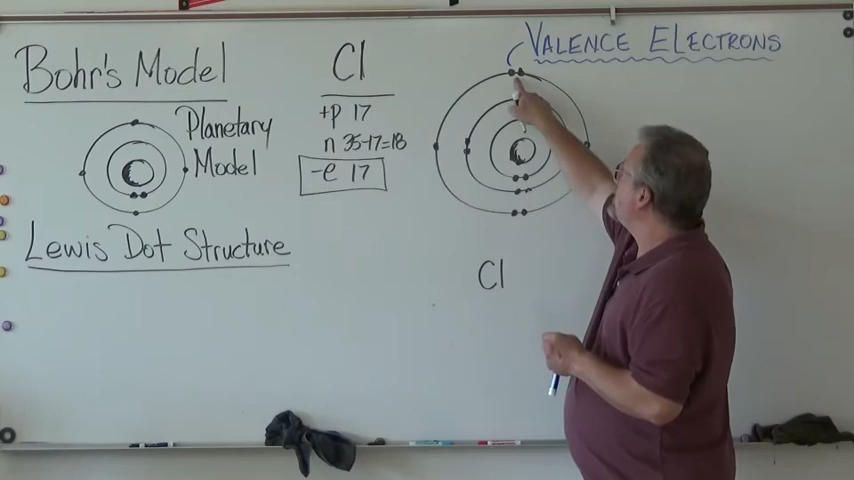 Bohr's Model
Planetary
Model
Lewis Dot Structure
Cl
+p 17
n 35-17=18
-e 17
VALENCE ELECTRONS
Cl